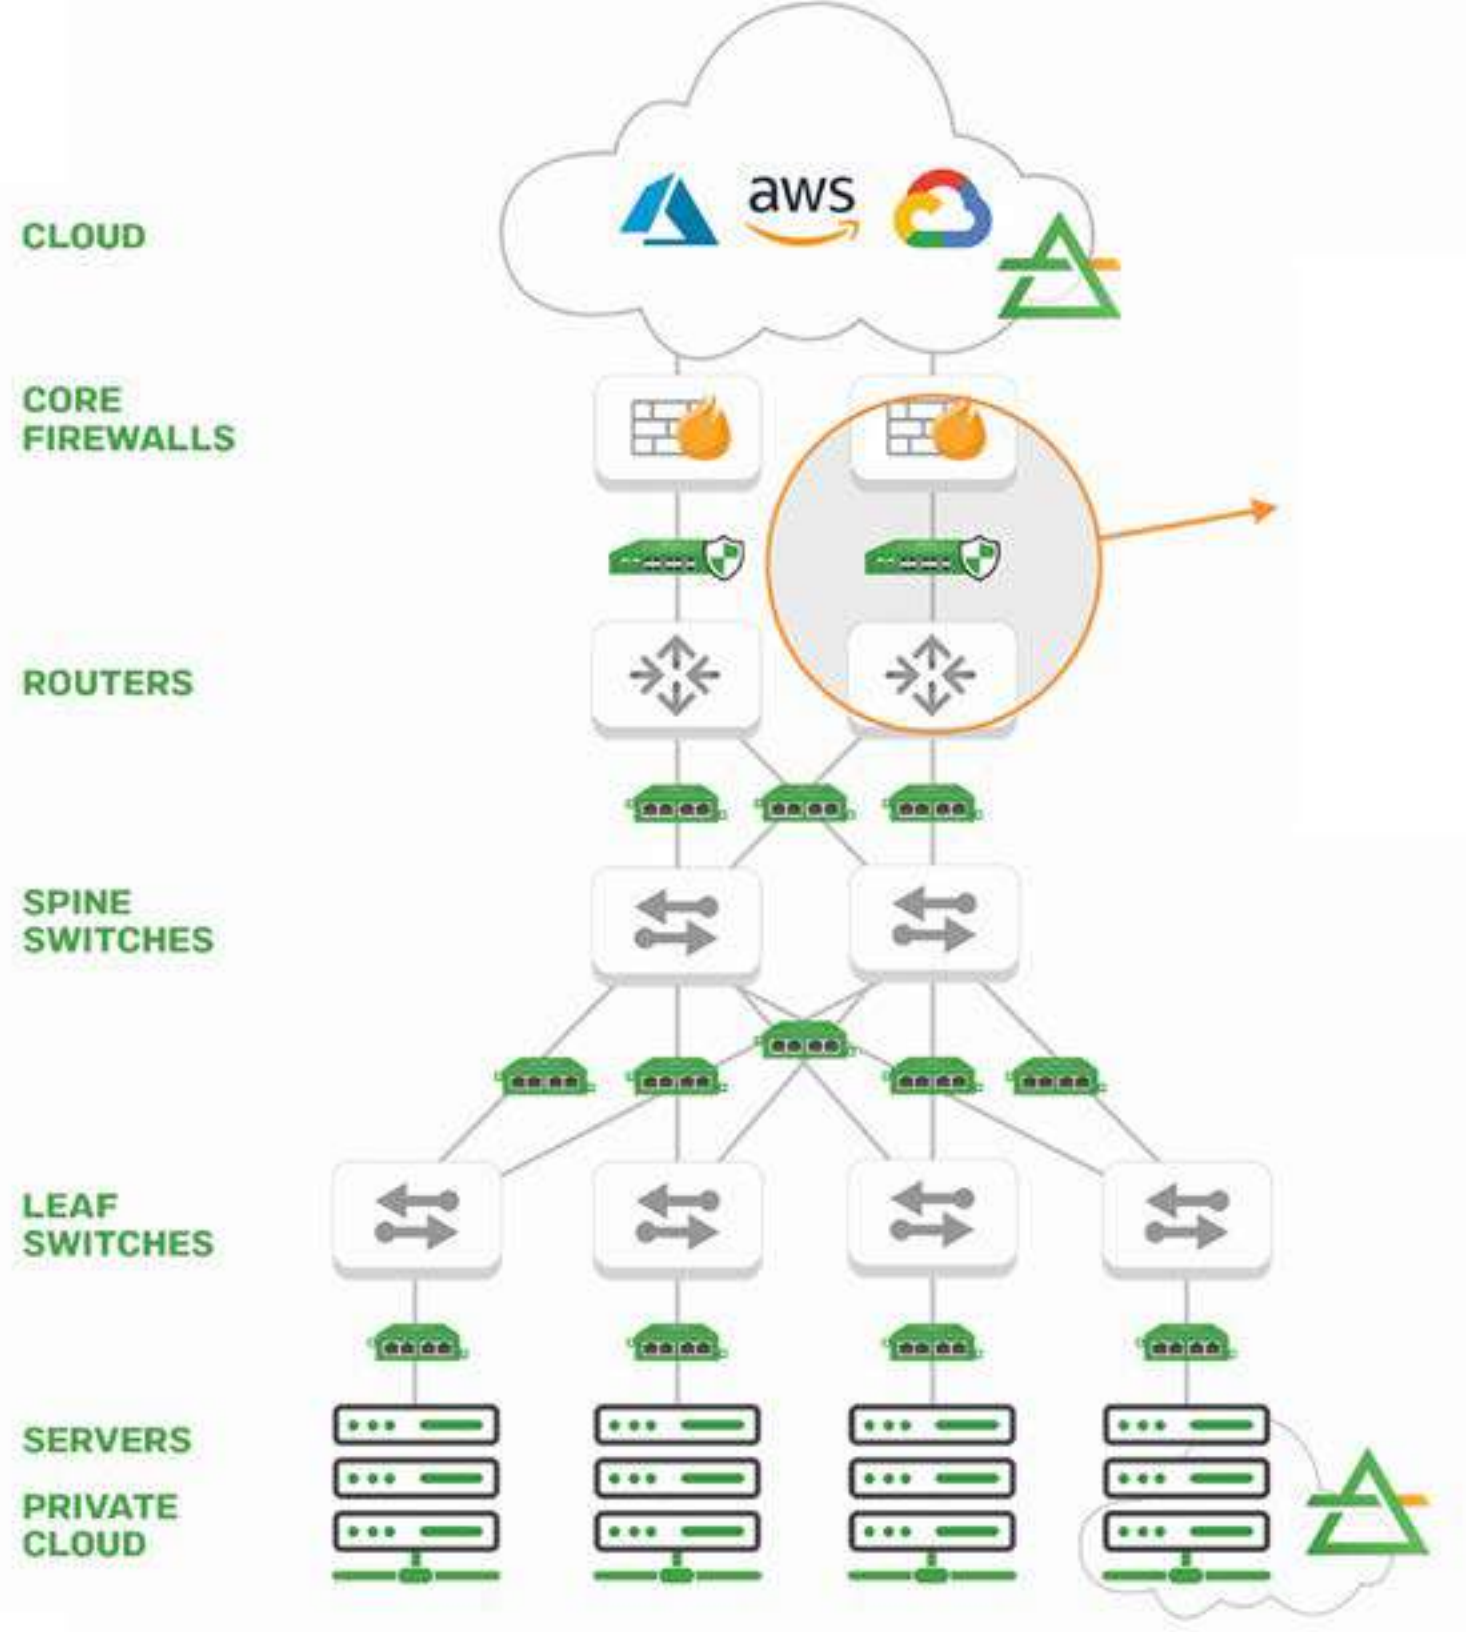 aws
CLOUD
CORE
FIREWALLS
ROUTERS
SPINE
SWITCHES
LEAF
SWITCHES
SERVERS
PRIVATE
CLOUD